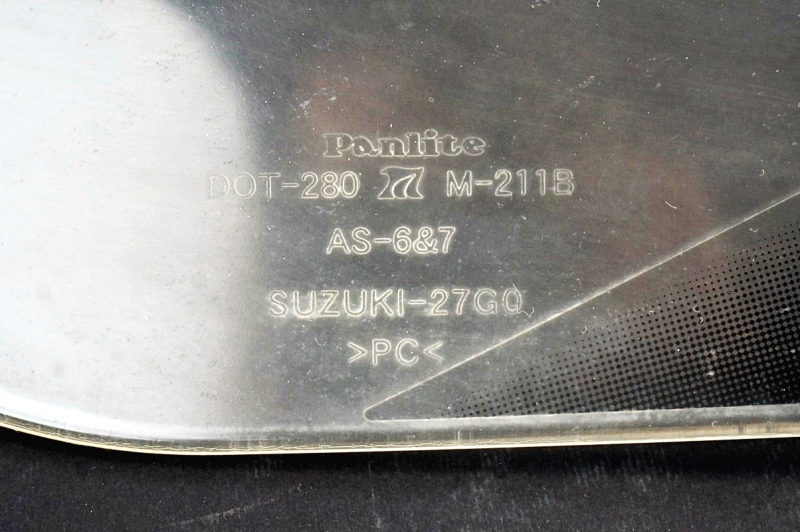 Panlite
DOT-280 M-211B
AS-6&7
SUZUKI-27G0
>PC<